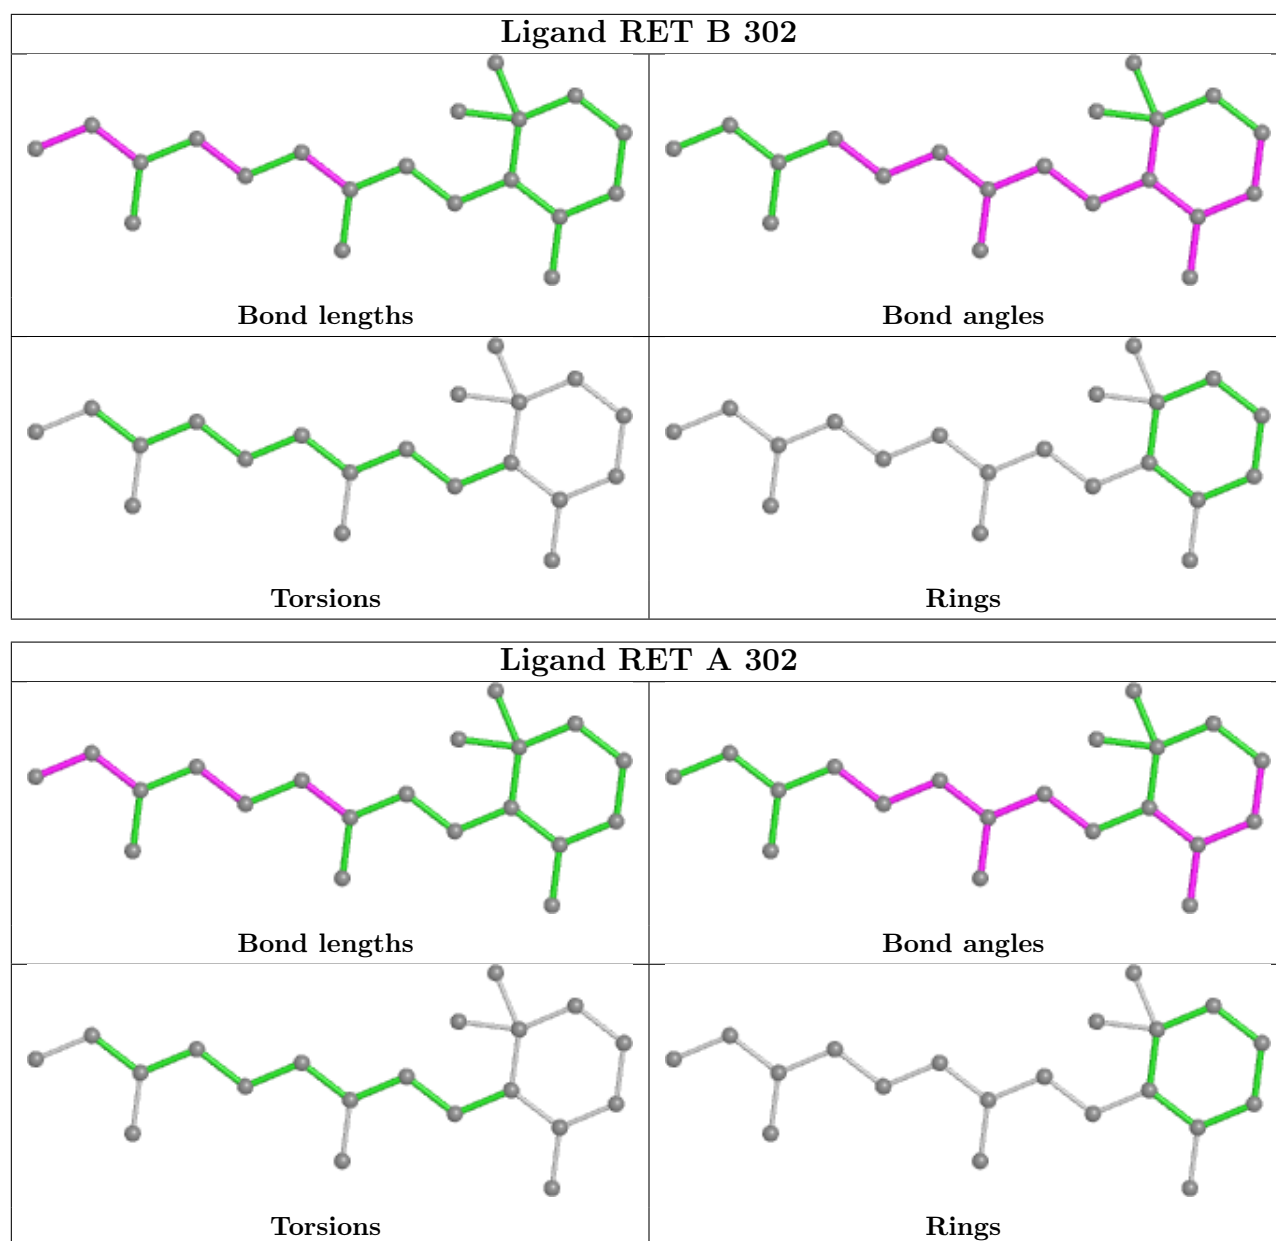 Ligand RET B 302
Bond lengths
Bond angles
Torsions
Rings
Ligand RET A 302
Bond lengths
Bond angles
Torsions
Rings